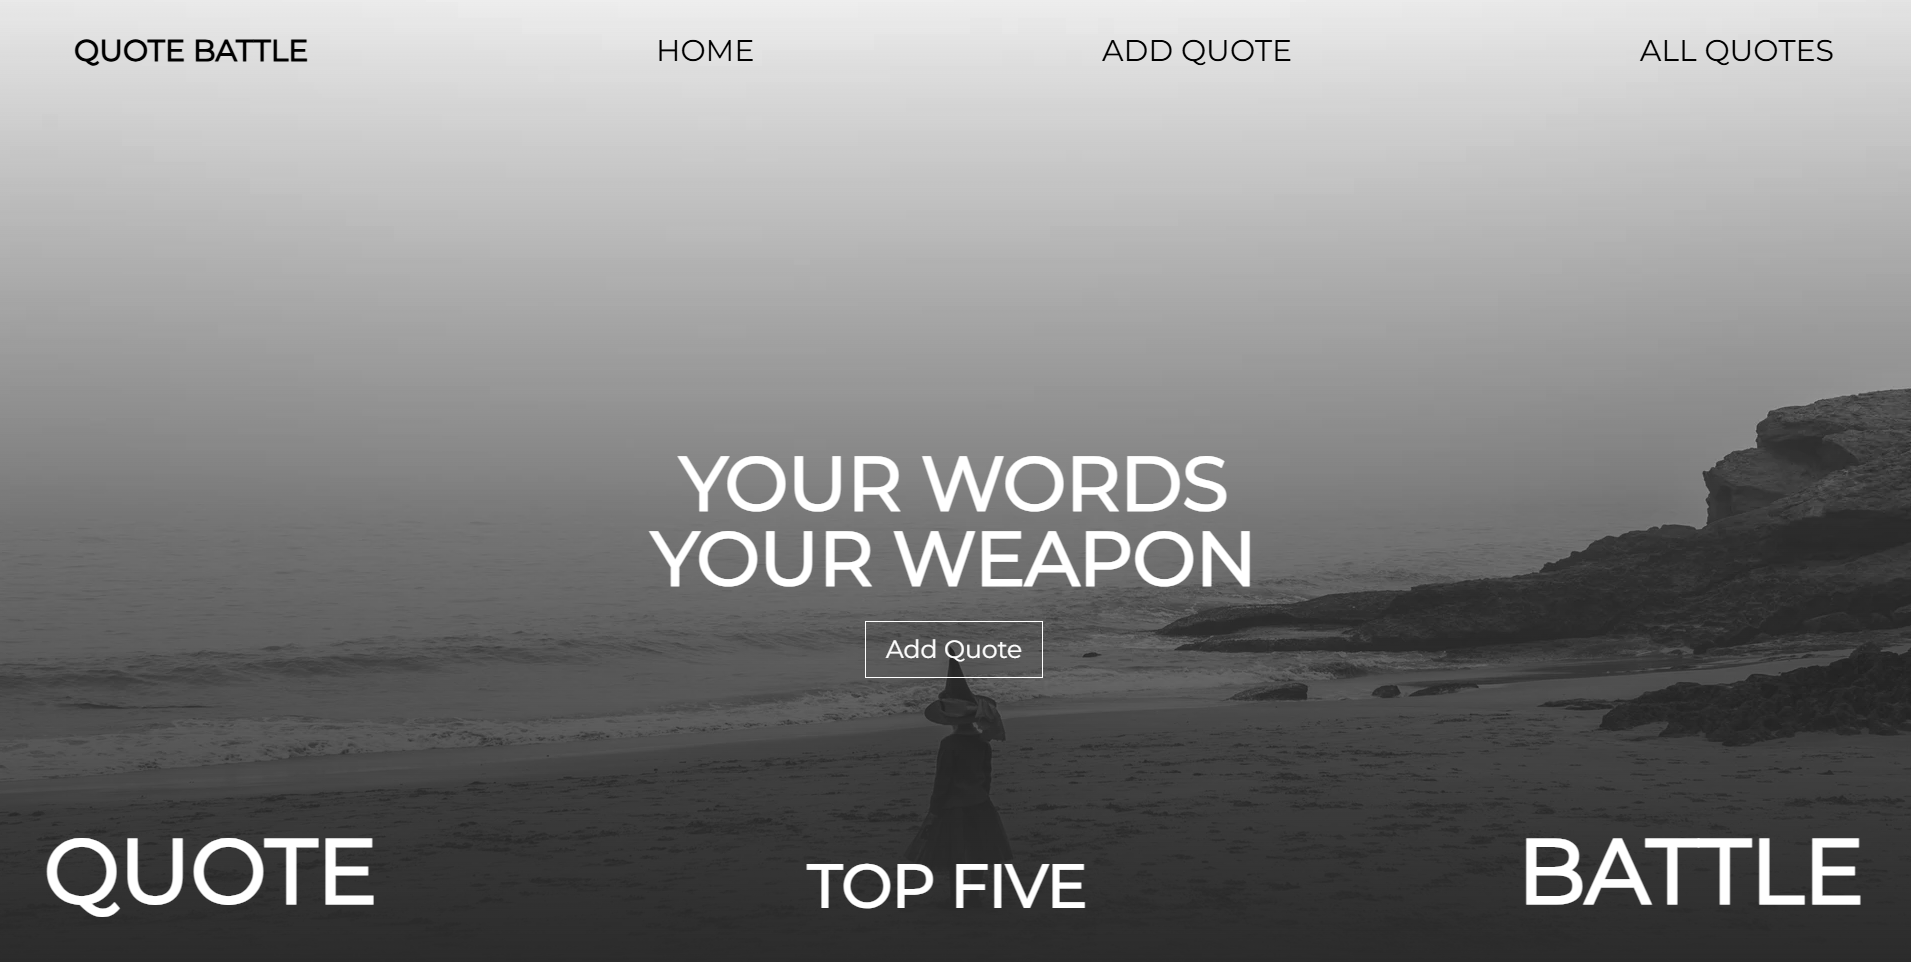 QUOTE BATTLE
HOME
ADD QUOTE
ALL QUOTES
YOUR WORDS
YOUR WEAPON
Add Quote
QUOTE
TOP FIVE
BATTLE